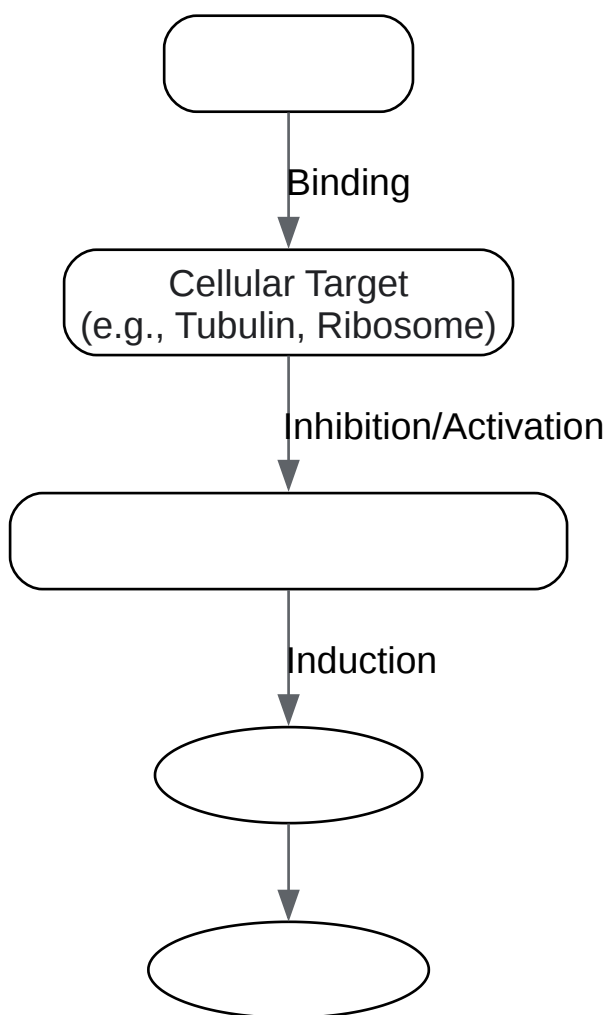 Binding
Cellular Target
(e.g., Tubulin, Ribosome)
Inhibition/Activation
Induction